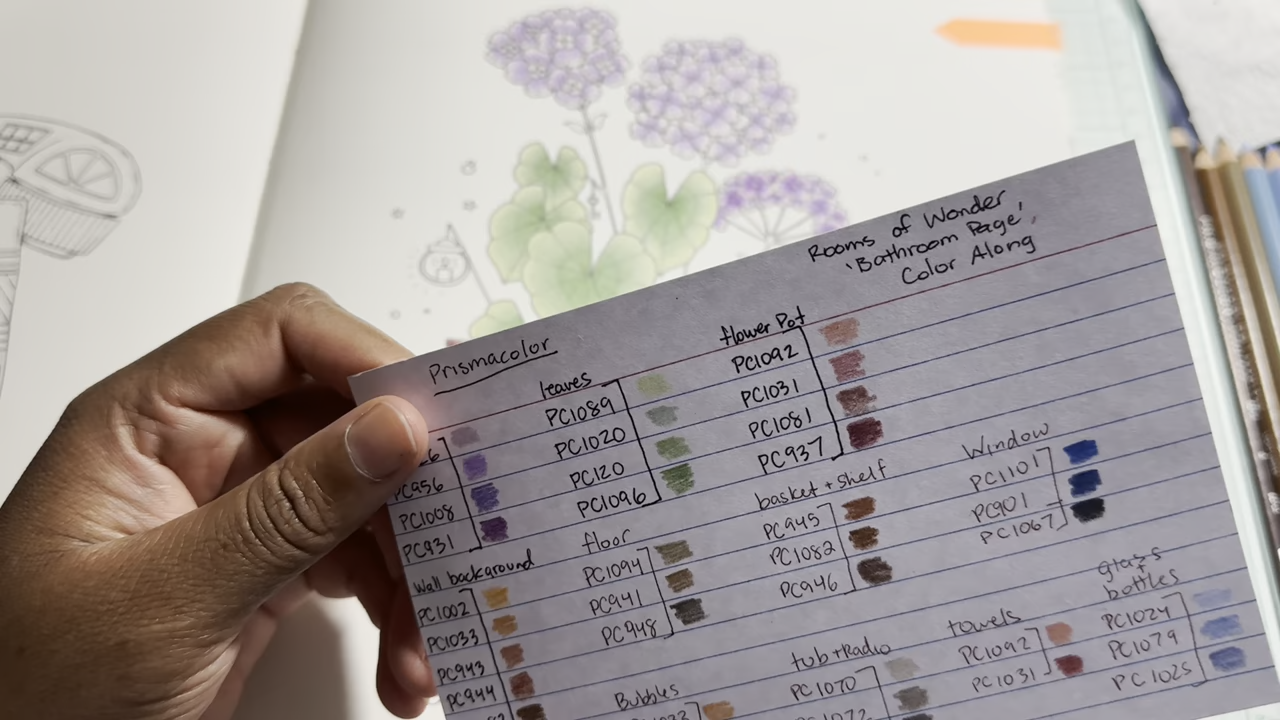 Rooms of Wonder,
'Bathroom Page,'
Color Along
Prismacolor
PC956
PC1008
PC931
leaves
PC1089
PC1020
PC120
PC1096
flower Pot
PC1092
PC1031
PC1081
PC937
Wall background
PC1002
PC1033
PC943
PC944
floor
PC1094
PC941
PC948
basket + shelf
PC945
PC1082
PC946
Window
PC1101
PC901
PC1067
Bubbles
tub + Radio
PC1070
PC1072
towels
PC1092
PC1031
glass
bottles
PC1024
PC1079
PC1025